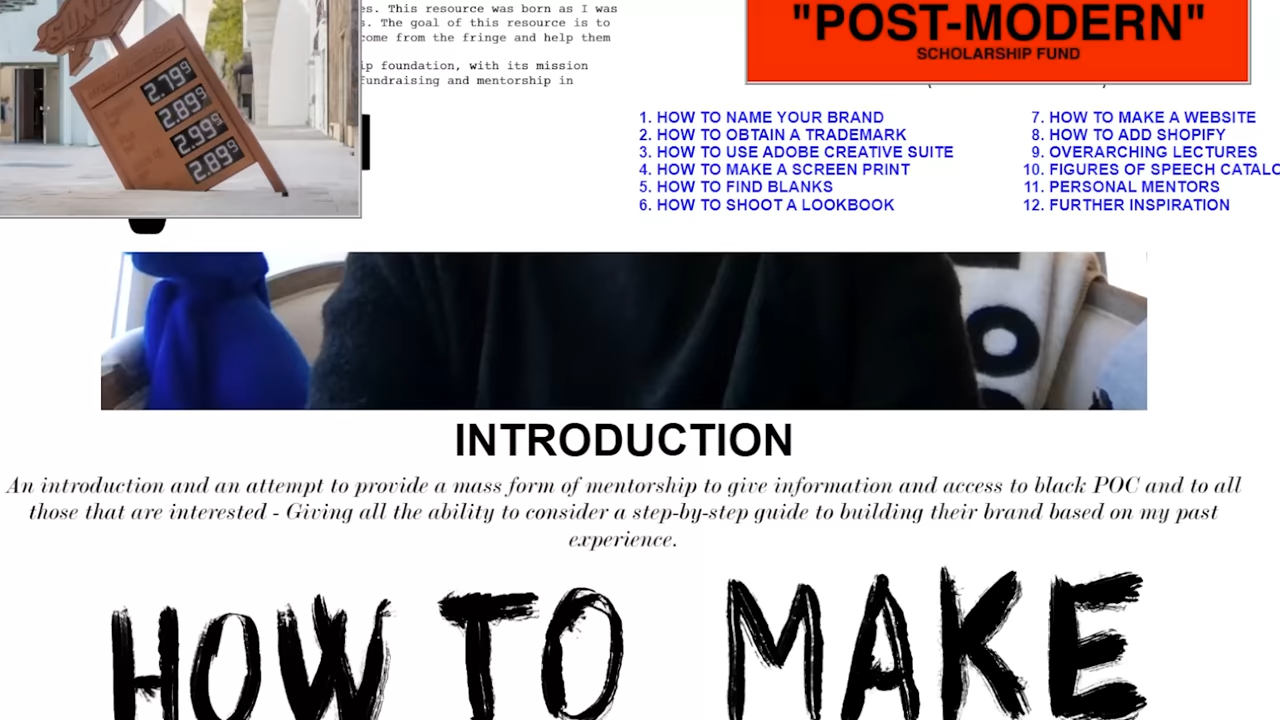 es. This resource was born as I was
s. The goal of this resource is to
come from the fringe and help them
ip foundation, with its mission
fundraising and mentorship in
"POST-MODERN"
SCHOLARSHIP FUND
SUNO
2.79⁹
2.89⁹
2.99⁹
2.89⁹
1. HOW TO NAME YOUR BRAND
2. HOW TO OBTAIN A TRADEMARK
3. HOW TO USE ADOBE CREATIVE SUITE
4. HOW TO MAKE A SCREEN PRINT
5. HOW TO FIND BLANKS
6. HOW TO SHOOT A LOOKBOOK
7. HOW TO MAKE A WEBSITE
8. HOW TO ADD SHOPIFY
9. OVERARCHING LECTURES
10. FIGURES OF SPEECH CATALO
11. PERSONAL MENTORS
12. FURTHER INSPIRATION
INTRODUCTION
An introduction and an attempt to provide a mass form of mentorship to give information and access to black POC and to all
those that are interested - Giving all the ability to consider a step-by-step guide to building their brand based on my past
experience.
HOW TO MAKE